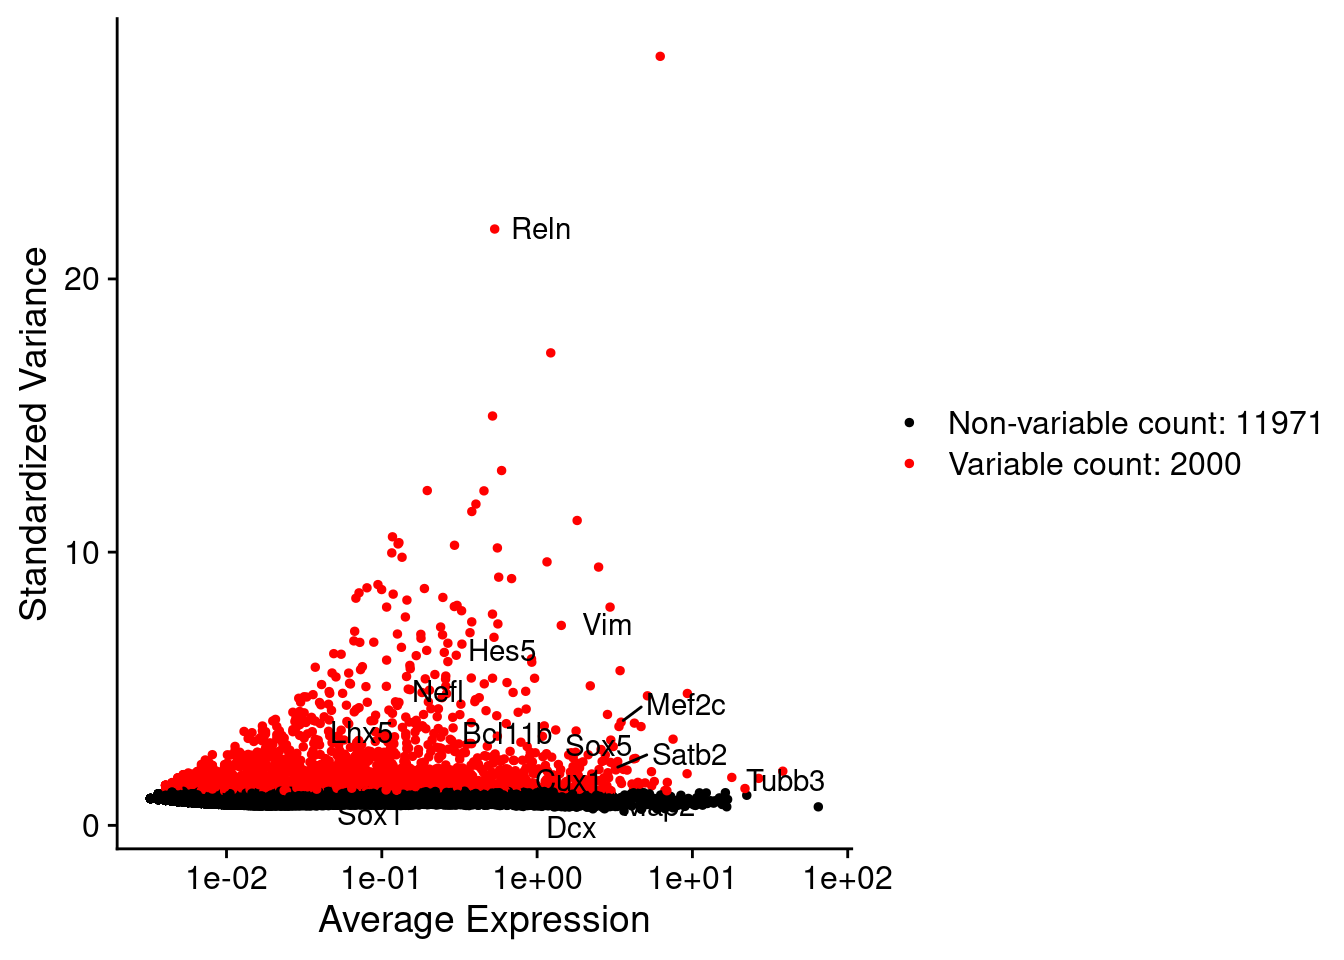 Reln
20
Standardized Variance
Non-variable count: 11971
Variable count: 2000
10
Vim
Hes5
Nefl
Mef2c
Lhx5
Bcl11b
Sox5
Satb2
Cux1
Tubb3
Map2
Sox1
Dcx
0
1e-02
1e-01
1e+00
1e+01
1e+02
Average Expression